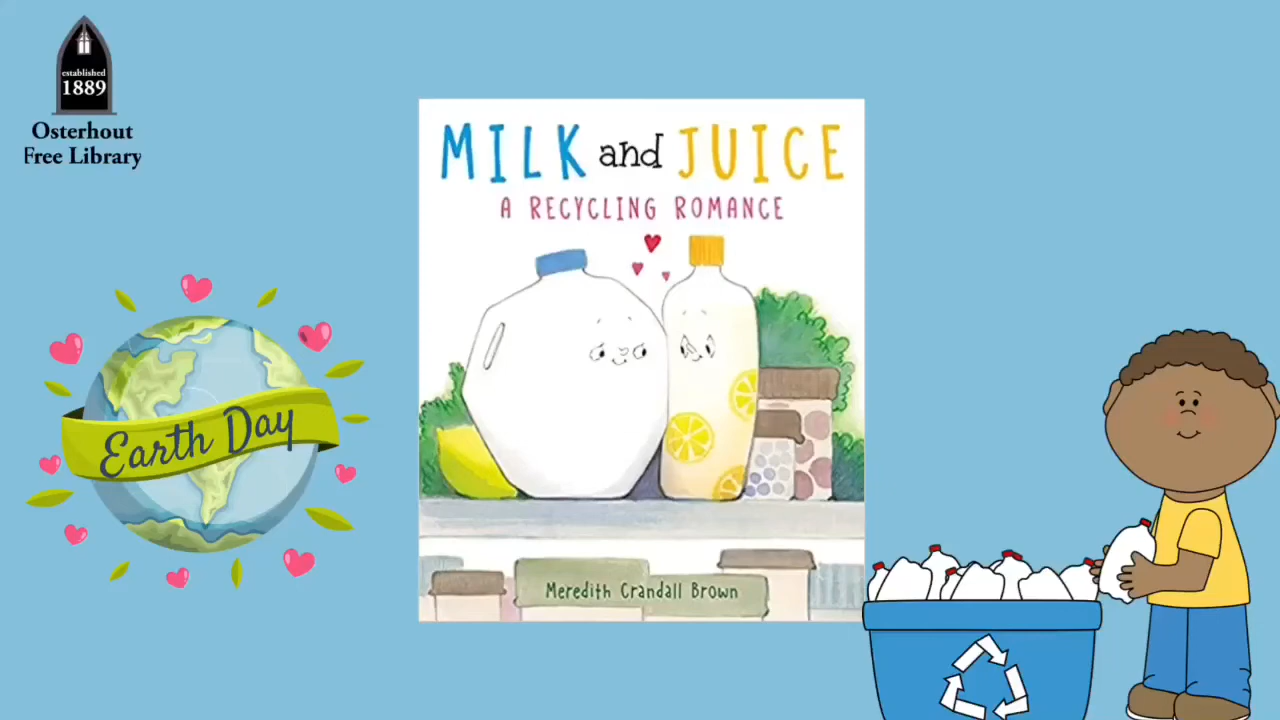 established
1889
Osterhout
Free Library
MILK and JUICE
A RECYCLING ROMANCE
Earth Day
Meredith Crandall Brown